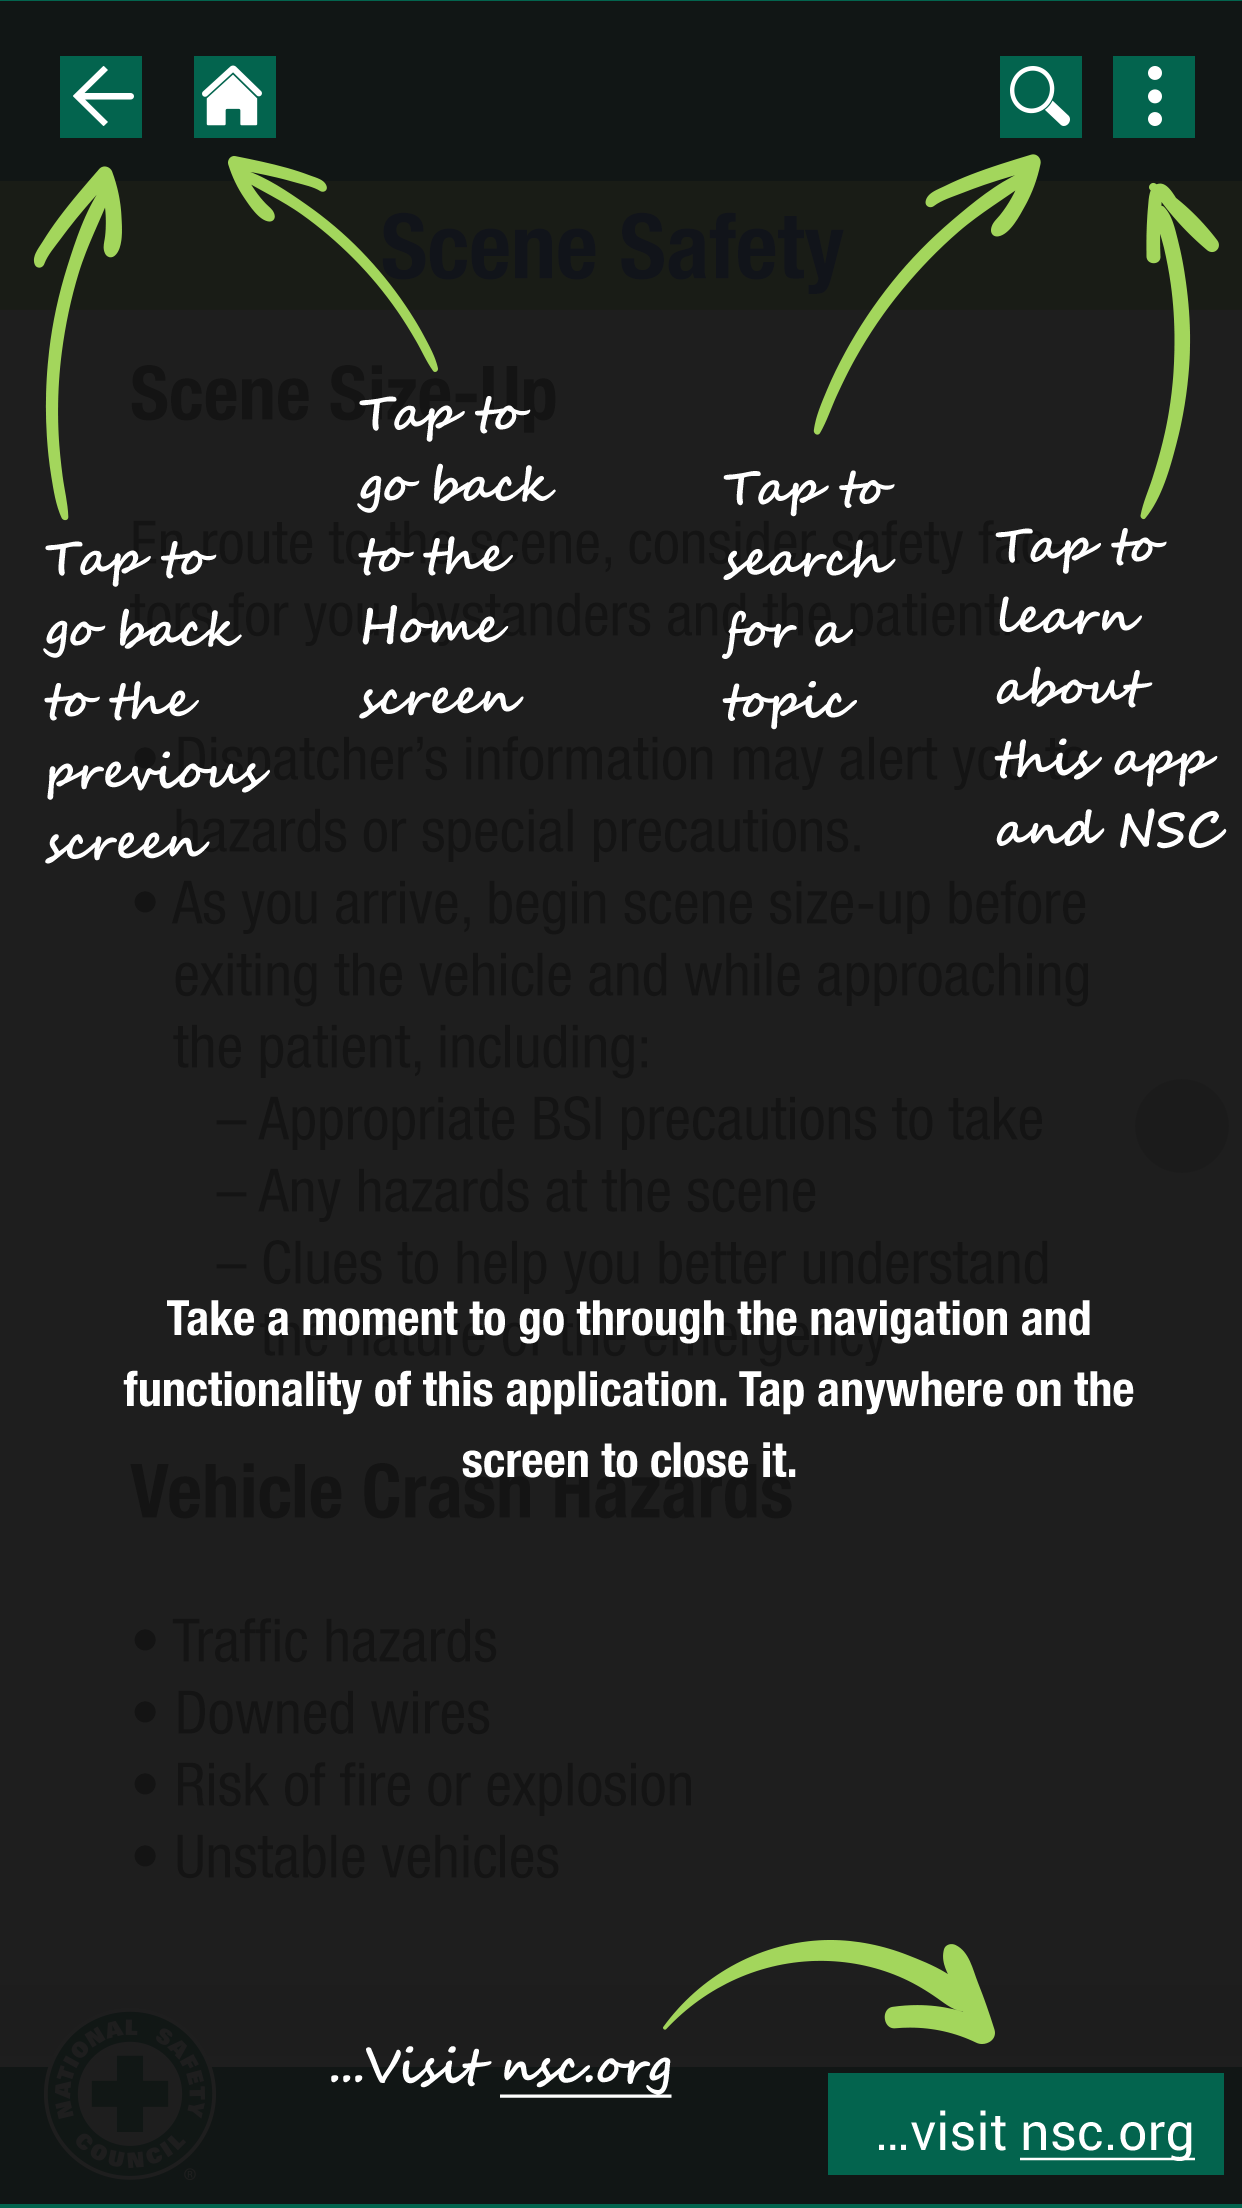 Scene Safety
Scene Size-Up
Tap to
go back
to the
previous
screen
Tap to
go back
to the
Home
screen
Tap to
search
for a
topic
Tap to
learn
about
this app
and NSC
En route to the scene, consider safety
tors for you, bystanders and the patient
• Dispatcher's information may alert you to
hazards or special precautions.
• As you arrive, begin scene size-up before
exiting the vehicle and while approaching
the patient, including:
– Appropriate BSI precautions to take
– Any hazards at the scene
– Clues to help you better understand
the nature of the emergency
Take a moment to go through the navigation and
functionality of this application. Tap anywhere on the
screen to close it.
Vehicle Crash Hazards
• Traffic hazards
• Downed wires
• Risk of fire or explosion
• Unstable vehicles
...Visit nsc.org
NATIONAL SAFETY COUNCIL ®
...visit nsc.org